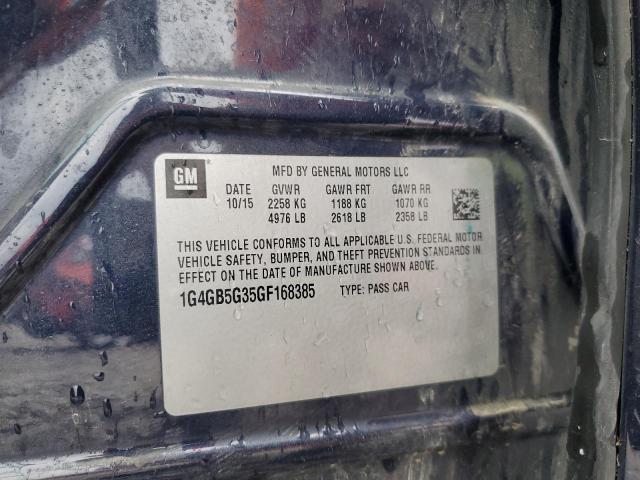 GM
MFD BY GENERAL MOTORS LLC
DATE GVWR GAWR FRT GAWR RR
10/15 2258 KG 1188 KG 1070 KG
4976 LB 2618 LB 2358 LB
THIS VEHICLE CONFORMS TO ALL APPLICABLE U.S. FEDERAL MOTOR
VEHICLE SAFETY, BUMPER, AND THEFT PREVENTION STANDARDS IN
EFFECT ON THE DATE OF MANUFACTURE SHOWN ABOVE.
1G4GB5G35GF168385 TYPE: PASS CAR